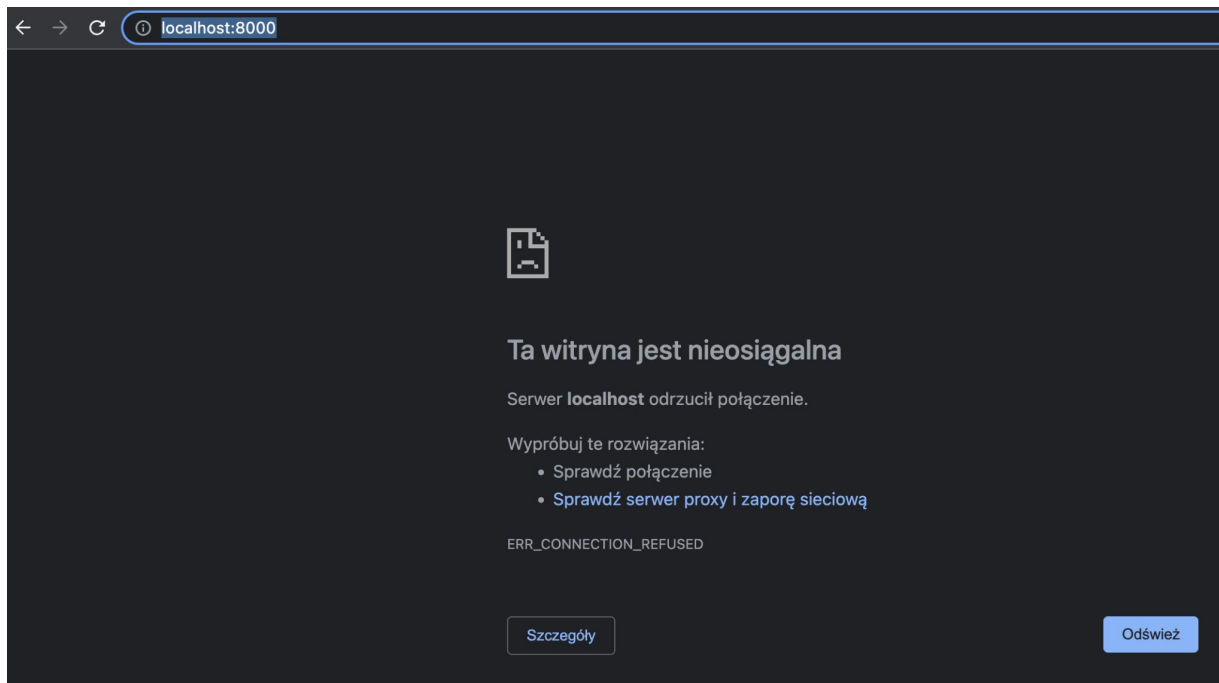 localhost:8000
Ta witryna jest nieosiągalna
Serwer localhost odrzucił połączenie.
Wypróbuj te rozwiązania:
• Sprawdź połączenie
• Sprawdź serwer proxy i zaporę sieciową
ERR_CONNECTION_REFUSED
Szczegóły
Odśwież